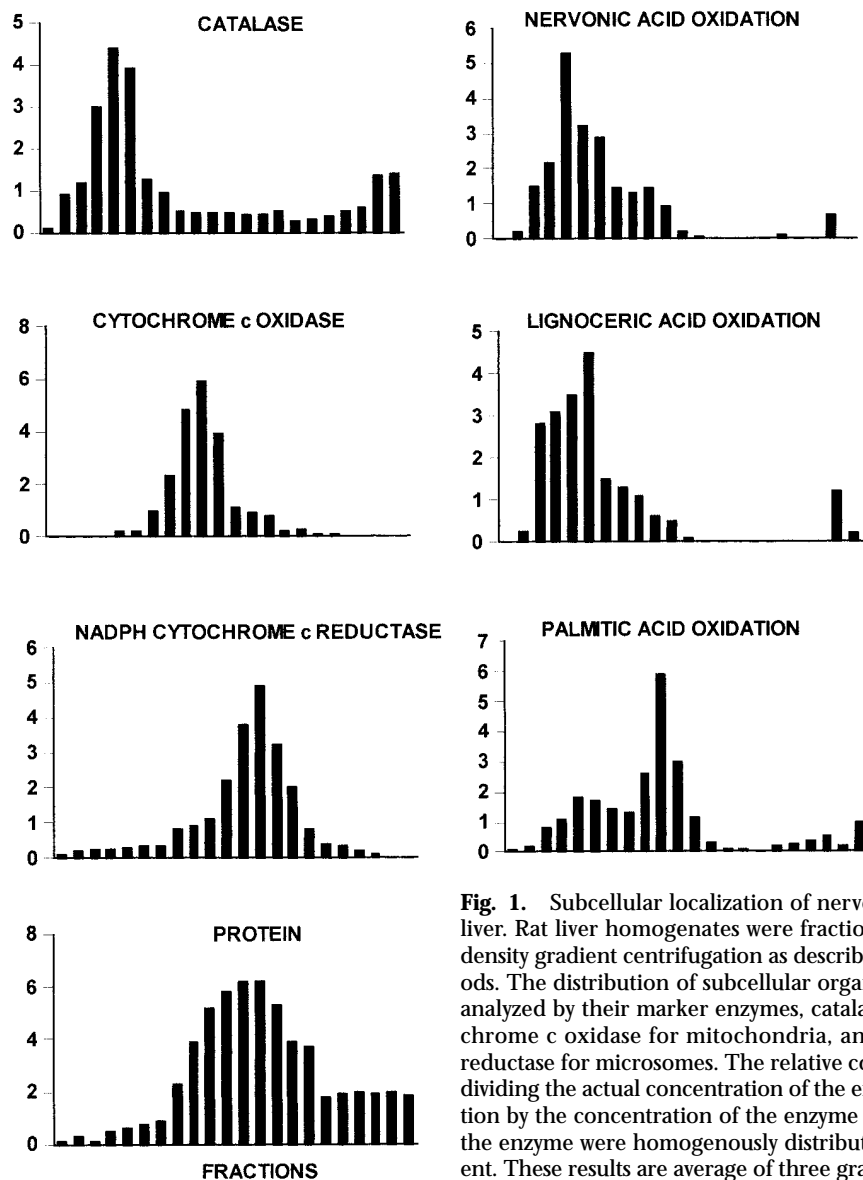 CATALASE
5
4
3
2
1
0
NERVONIC ACID OXIDATION
6
5
4
3
2
1
0
CYTOCHROME c OXIDASE
8
6
4
2
0
LIGNOCERIC ACID OXIDATION
5
4
3
2
1
0
NADPH CYTOCHROME c REDUCTASE
6
5
4
3
2
1
0
PALMITIC ACID OXIDATION
7
6
5
4
3
2
1
0
PROTEIN
8
6
4
2
0
FRACTIONS
Fig. 1. Subcellular localization of nerv
liver. Rat liver homogenates were fractio
density gradient centrifugation as describ
ods. The distribution of subcellular orga
analyzed by their marker enzymes, catala
chrome c oxidase for mitochondria, an
reductase for microsomes. The relative co
dividing the actual concentration of the e
tion by the concentration of the enzyme
the enzyme were homogenously distribut
ent. These results are average of three gra